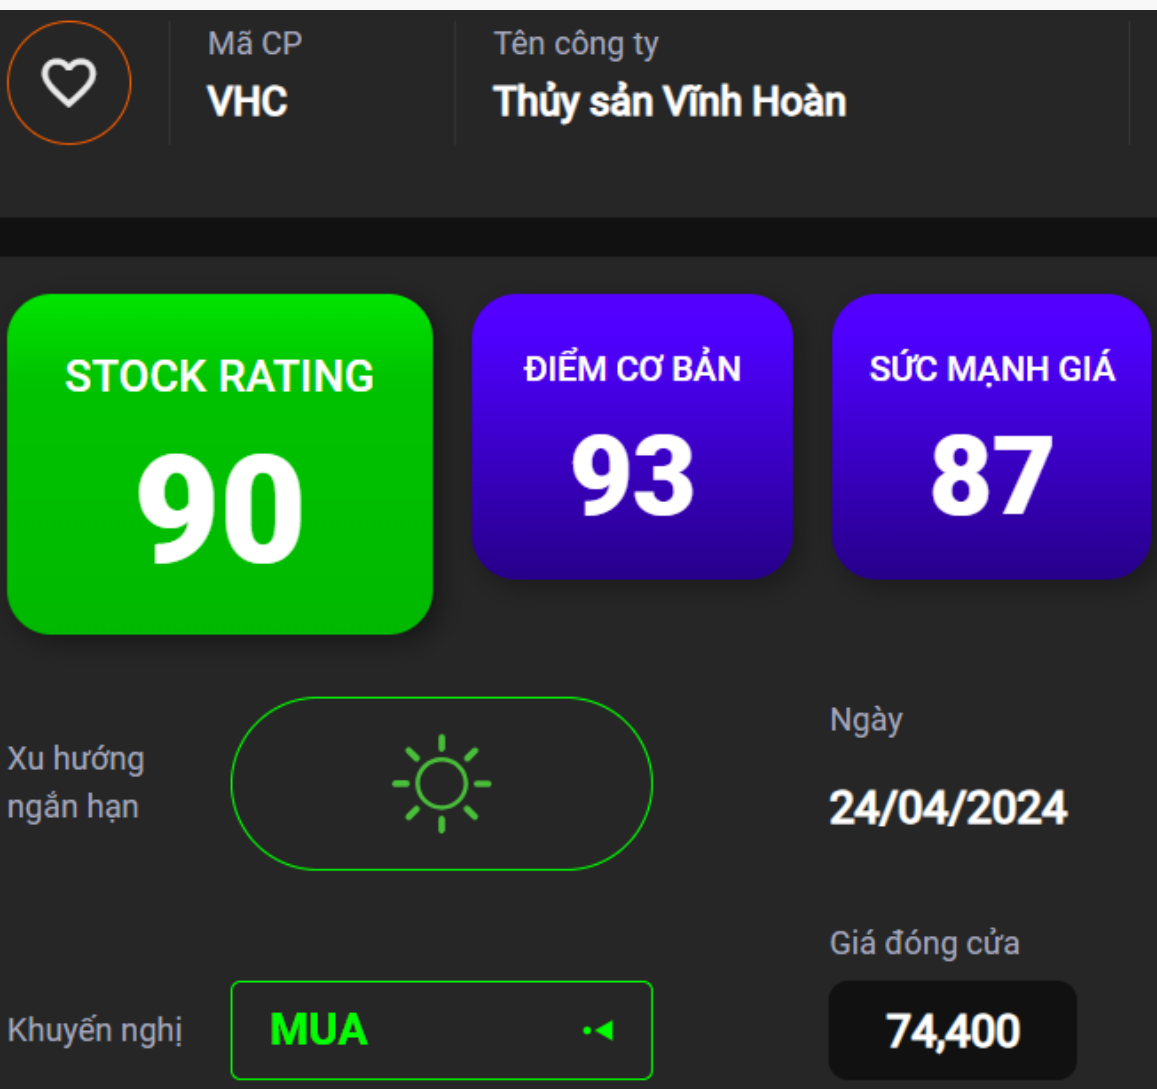 Mã CP
VHC
Tên công ty
Thủy sản Vĩnh Hoàn
STOCK RATING
90
ĐIỂM CƠ BẢN
93
SỨC MẠNH GIÁ
87
Xu hướng
ngắn hạn
Ngày
24/04/2024
Khuyến nghị
MUA
Giá đóng cửa
74,400